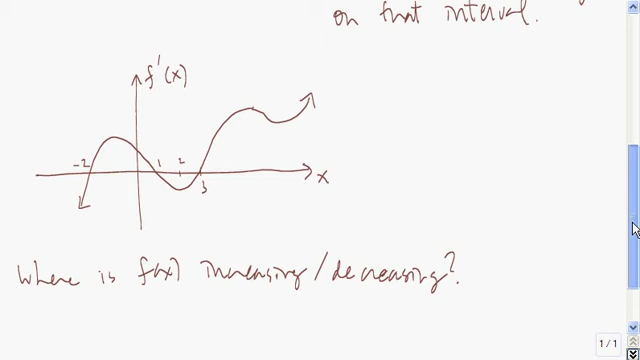 on that interval.
f'(x)
-2
1
2
3
x
Where is f(x) increasing/decreasing?
1/1